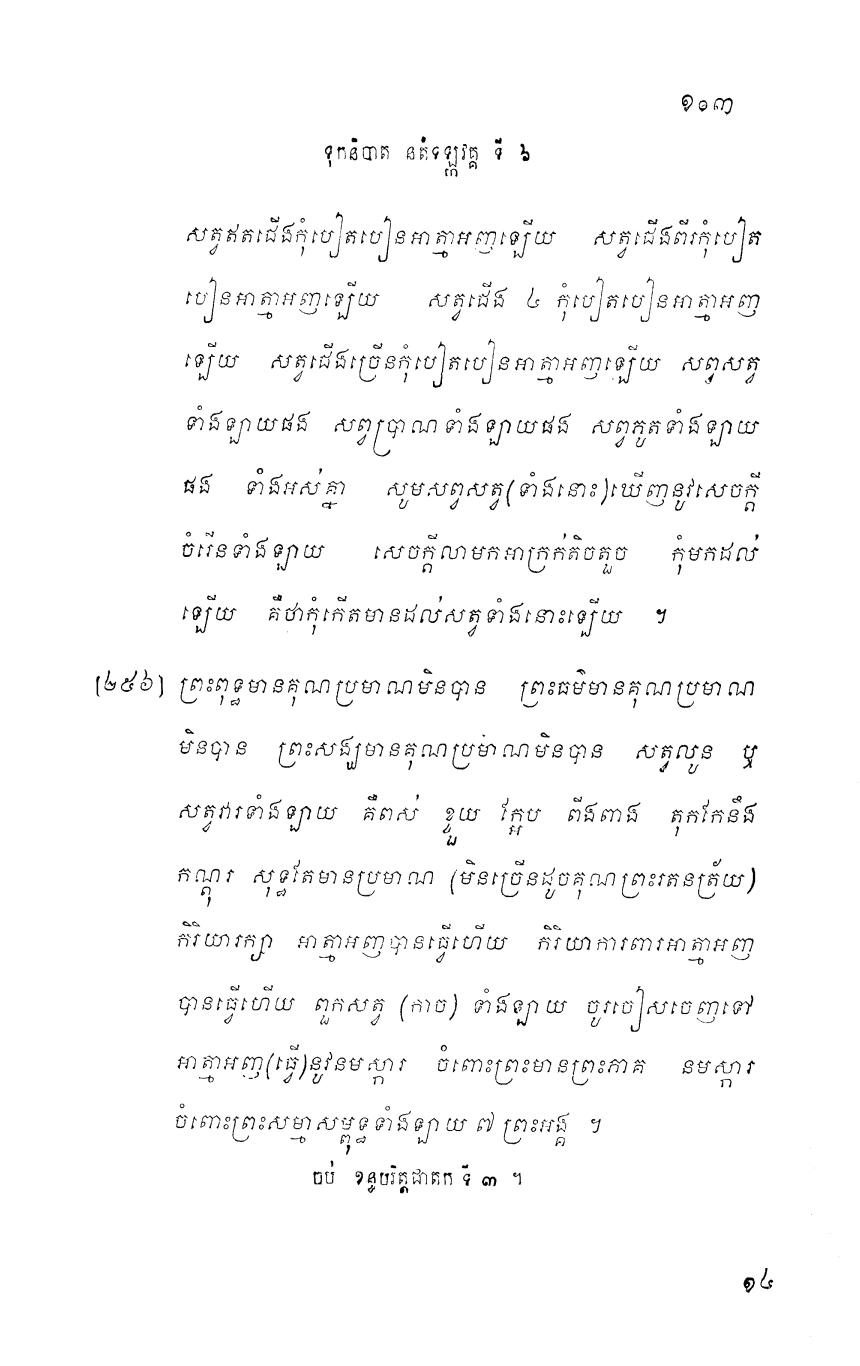 ១០៣
ទុកនិបាត នតំទឡ្ហវគ្គ ទី ៦
សត្វឥតជើងកុំបៀតបៀនអាត្មាអញឡើយ សត្វជើងពីរកុំបៀត
បៀនអាត្មាអញឡើយ សត្វជើង ៤ កុំបៀតបៀនអាត្មាអញ
ឡើយ សត្វជើងច្រើនកុំបៀតបៀនអាត្មាអញឡើយ សព្វសត្វ
ទាំងឡាយផង សព្វប្រាណទាំងឡាយផង សព្វភូតទាំងឡាយ
ផង ទាំងអស់គ្នា សូមសព្វសត្វ(ទាំងនោះ)ឃើញនូវសេចក្តី
ចំរើនទាំងឡាយ សេចក្តីលាមកអាក្រក់តិចតួច កុំមកដល់
ឡើយ គឺថាកុំកើតមានដល់សត្វទាំងនោះឡើយ ។
[២៥៦] ព្រះពុទ្ធមានគុណប្រមាណមិនបាន ព្រះធម៌មានគុណប្រមាណ
មិនបាន ព្រះសង្ឃមានគុណប្រមាណមិនបាន សត្វលូន ឬ
សត្វវារទាំងឡាយ គឺពស់ ខ្ទួយ ក្អែប ពីងពាង តុកកែនឹង
កណ្តុរ សុទ្ធតែមានប្រមាណ (មិនច្រើនដូចគុណព្រះរតនត្រ័យ)
កិរិយារក្សា អាត្មាអញបានធ្វើហើយ កិរិយាការពារអាត្មាអញ
បានធ្វើហើយ ពួកសត្វ (កាច) ទាំងឡាយ ចូរចៀសចេញទៅ
អាត្មាអញ(ធ្វើ)នូវនមស្ការ ចំពោះព្រះមានព្រះភាគ នមស្ការ
ចំពោះព្រះសម្មាសម្ពុទ្ធទាំងឡាយ ៧ ព្រះអង្គ ។
ចប់ ខន្ធបរិត្តជាតក ទី ៣ ។
១៤